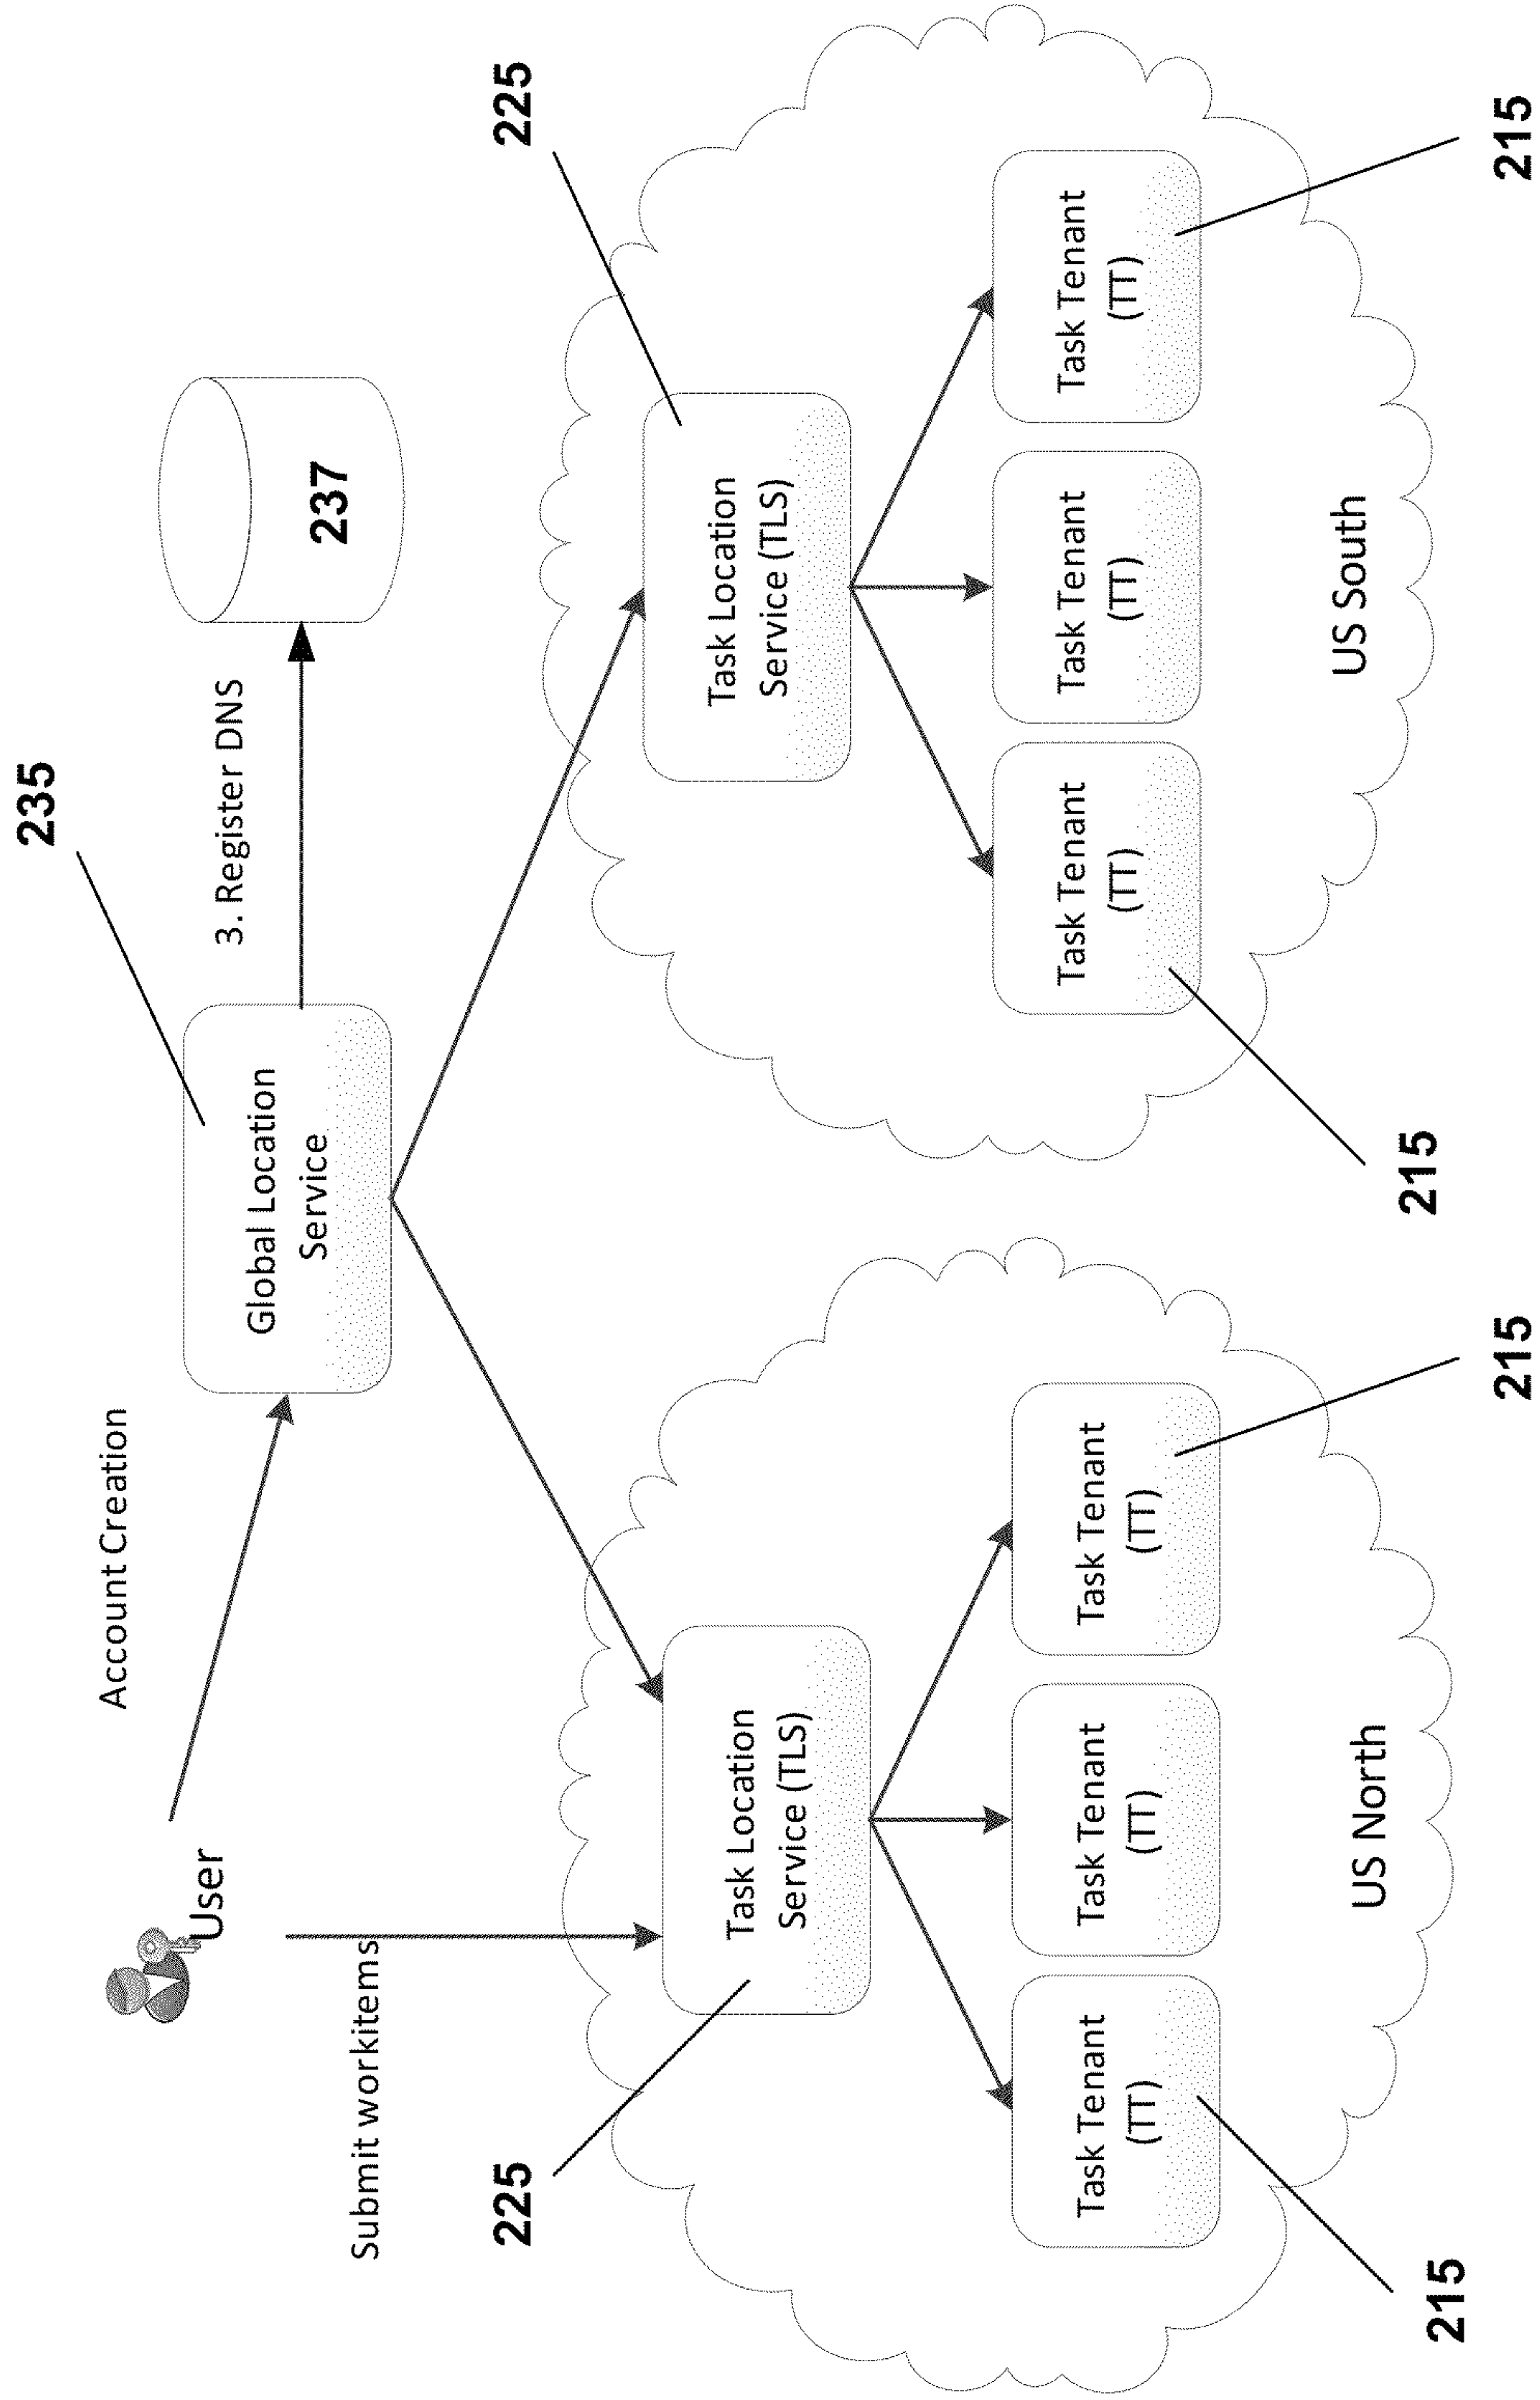 235
Account Creation
Global Location
Service
3. Register DNS
237
User
Submit workitems
225
225
Task Location
Service (TLS)
Task Location
Service (TLS)
Task Tenant
(TT)
Task Tenant
(TT)
Task Tenant
(TT)
Task Tenant
(TT)
Task Tenant
(TT)
Task Tenant
(TT)
US North
US South
215
215
215
215